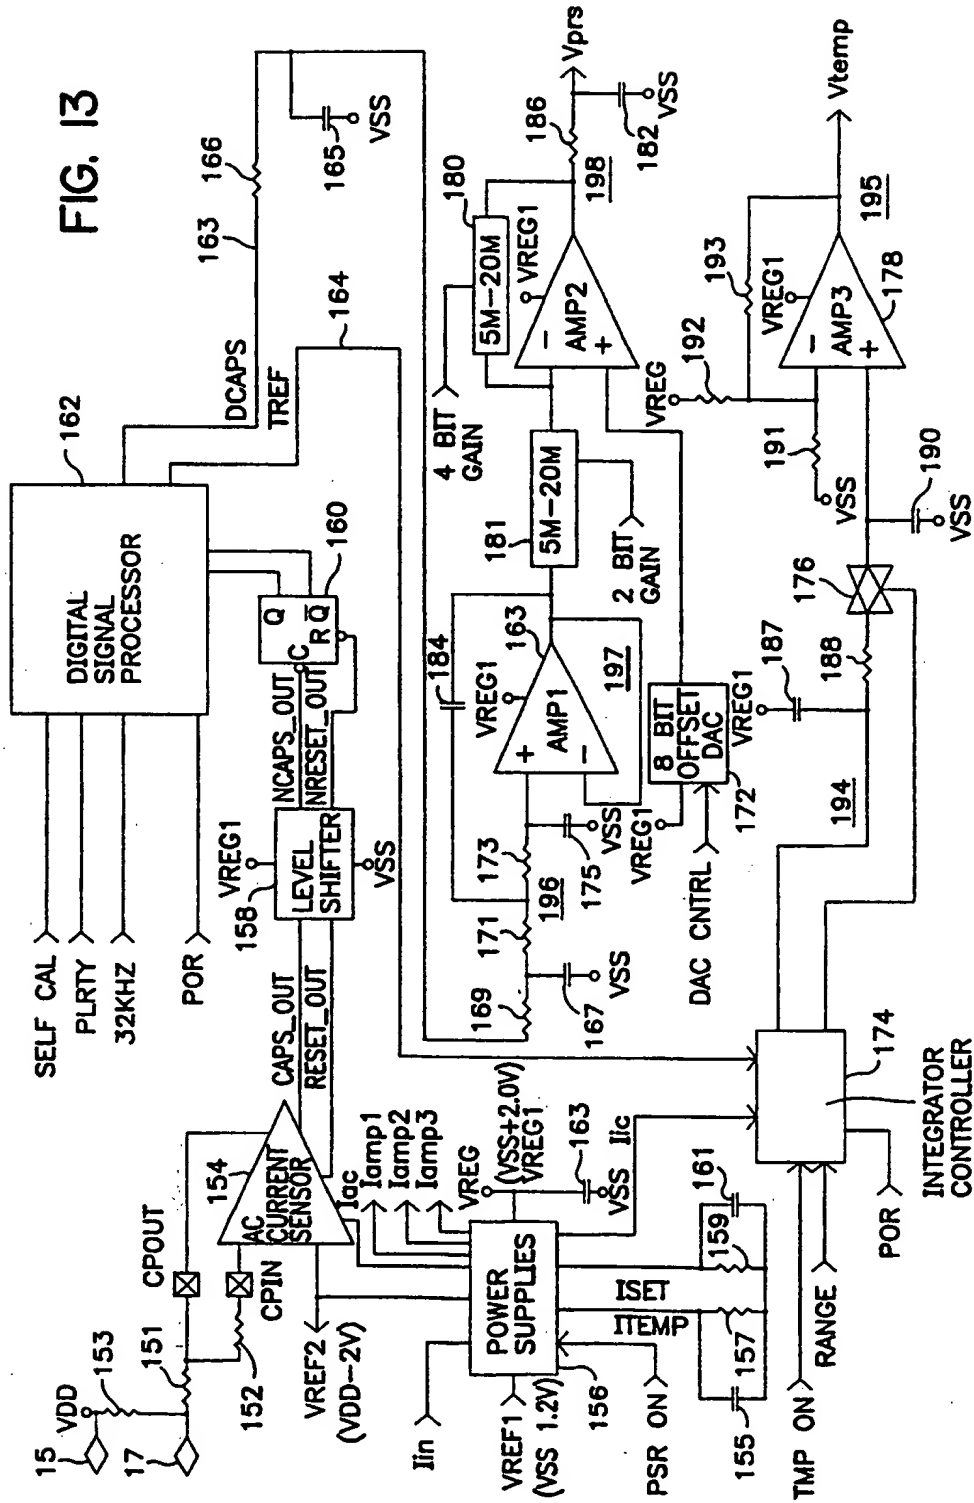 FIG. 13
SELF CAL
PLRTY
32KHZ
POR
DIGITAL
SIGNAL
PROCESSOR
162
DCAPS
TREF
163
166
164
165
VSS
160
Q
C
R Q̅
NCAPS_OUT
NRESET_OUT
VREG1
158
LEVEL
SHIFTER
VSS
CAPS_OUT
RESET_OUT
154
AC
CURRENT
SENSOR
CPOUT
CPIN
152
151
153
VDD
15
17
VREF2
(VDD-2V)
Iac
Iamp1
Iamp2
Iamp3
VREG
(VSS+2.0V)
VREG1
163
VSS
Iic
POWER
SUPPLIES
156
Iin
VREF1
(VSS 1.2V)
PSR ON
ISET
ITEMP
155
157
159
161
169
167
VSS
171
196
173
175
VSS
184
VREG1
163
AMP1
+
-
197
181
5M-20M
2 BIT
GAIN
4 BIT
GAIN
180
5M-20M
VREG1
AMP2
-
+
198
186
Vprs
182
VSS
VREG1
8 BIT
OFFSET
DAC
172
DAC CNTRL
TMP ON
RANGE
POR
174
INTEGRATOR
CONTROLLER
194
VREG1
187
188
176
190
VSS
191
VSS
VREG
192
193
VREG1
AMP3
-
+
178
195
Vtemp